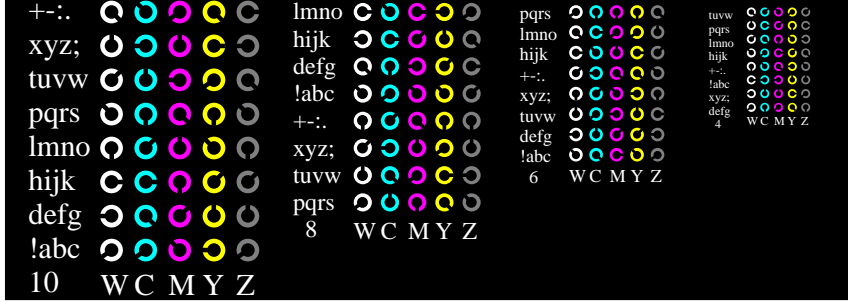 +-:.
xyz;
tuvw
pqrs
lmno
hijk
defg
!abc
10 W C M Y Z
lmno
hijk
defg
!abc
+-:.
xyz;
tuvw
pqrs
8 W C M Y Z
pqrs
lmno
hijk
+-:.
xyz;
tuvw
defg
!abc
6 W C M Y Z
tuvw
pqrs
lmno
hijk
+-:.
!abc
xyz;
defg
4 W C M Y Z